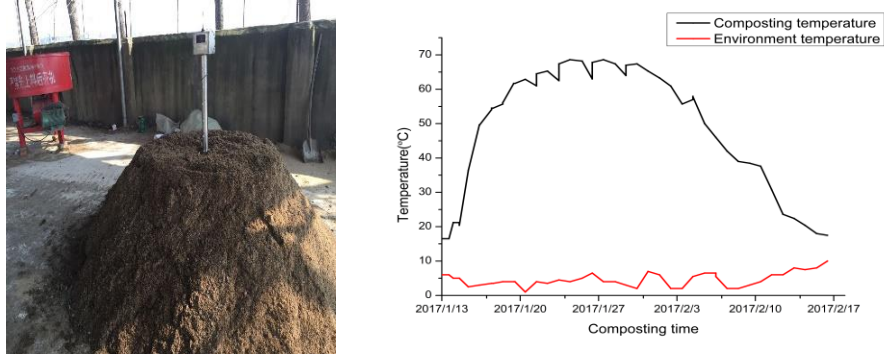 Composting temperature
Environment temperature
Temperature(°C)
70
60
50
40
30
20
10
0
2017/1/13 2017/1/20 2017/1/27 2017/2/3 2017/2/10 2017/2/17
Composting time